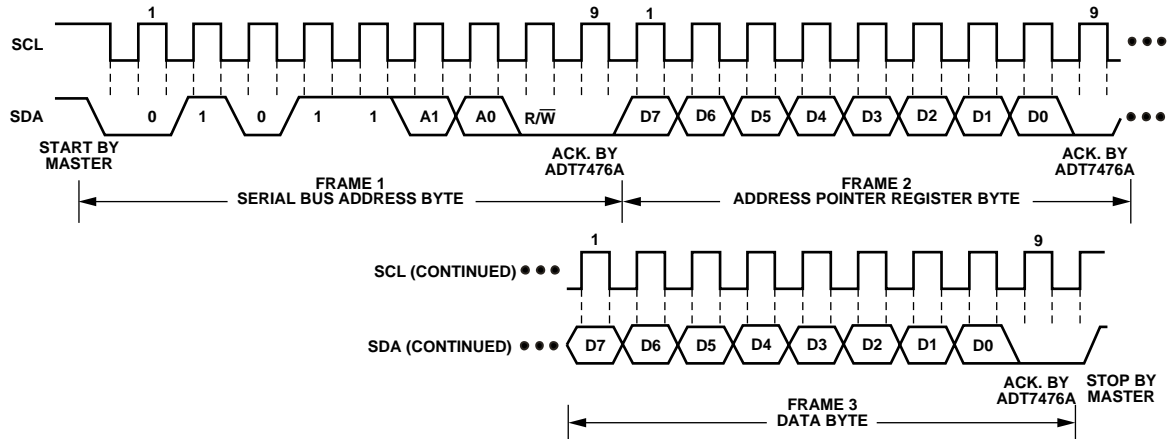 1 9 1 9
SCL
SDA 0 1 0 1 1 A1 A0 R/W̅ D7 D6 D5 D4 D3 D2 D1 D0
START BY
MASTER
ACK. BY
ADT7476A
ACK. BY
ADT7476A
FRAME 1
SERIAL BUS ADDRESS BYTE
FRAME 2
ADDRESS POINTER REGISTER BYTE
1 9
SCL (CONTINUED)
SDA (CONTINUED) D7 D6 D5 D4 D3 D2 D1 D0
ACK. BY
ADT7476A
STOP BY
MASTER
FRAME 3
DATA BYTE